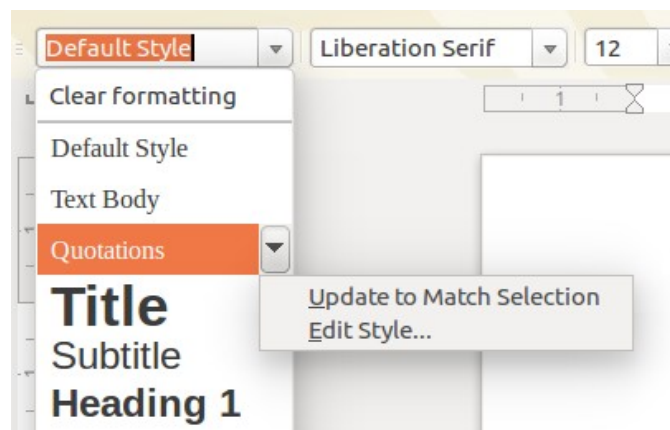 Default Style Liberation Serif 12
Clear formatting
1
Default Style
Text Body
Quotations
Update to Match Selection
Edit Style...
Title
Subtitle
Heading 1